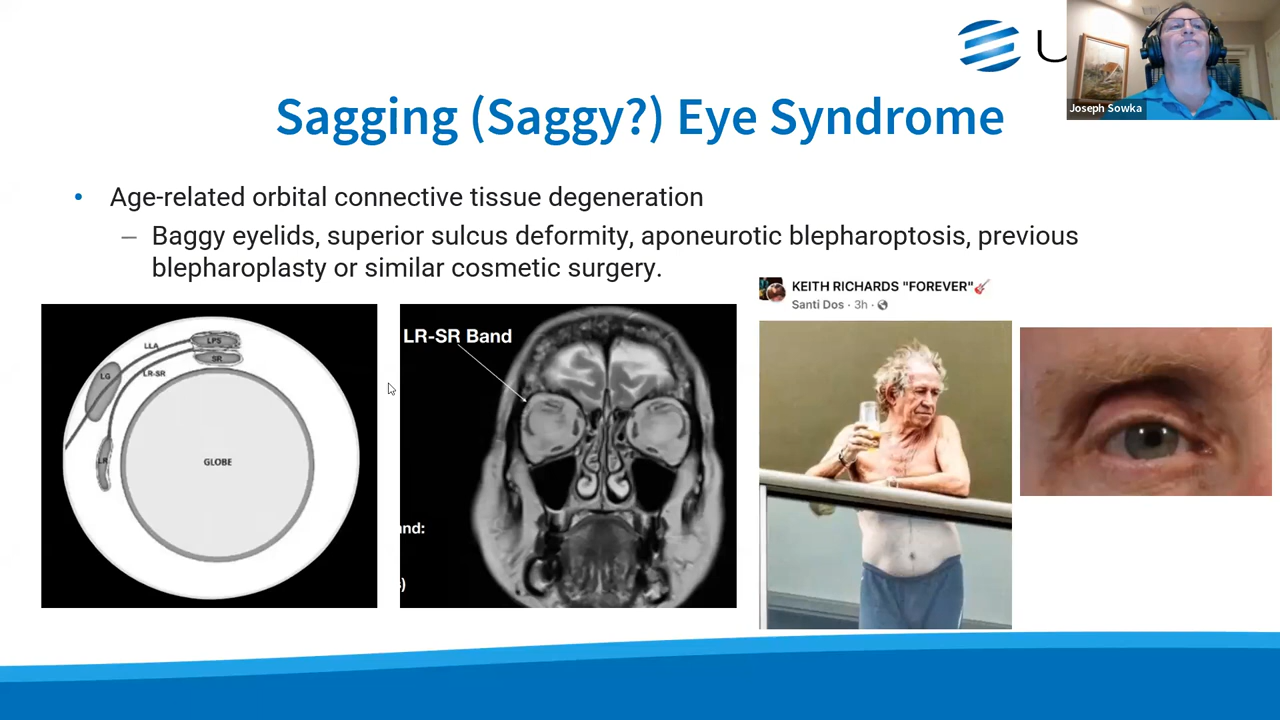 U
Joseph Sowka
Sagging (Saggy?) Eye Syndrome
• Age-related orbital connective tissue degeneration
– Baggy eyelids, superior sulcus deformity, aponeurotic blepharoptosis, previous
blepharoplasty or similar cosmetic surgery.
KEITH RICHARDS "FOREVER"🎸
Santi Dos · 3h ·
LLA
LPS
SR
LG
LR-SR
LR
GLOBE
LR-SR Band
and:
s)